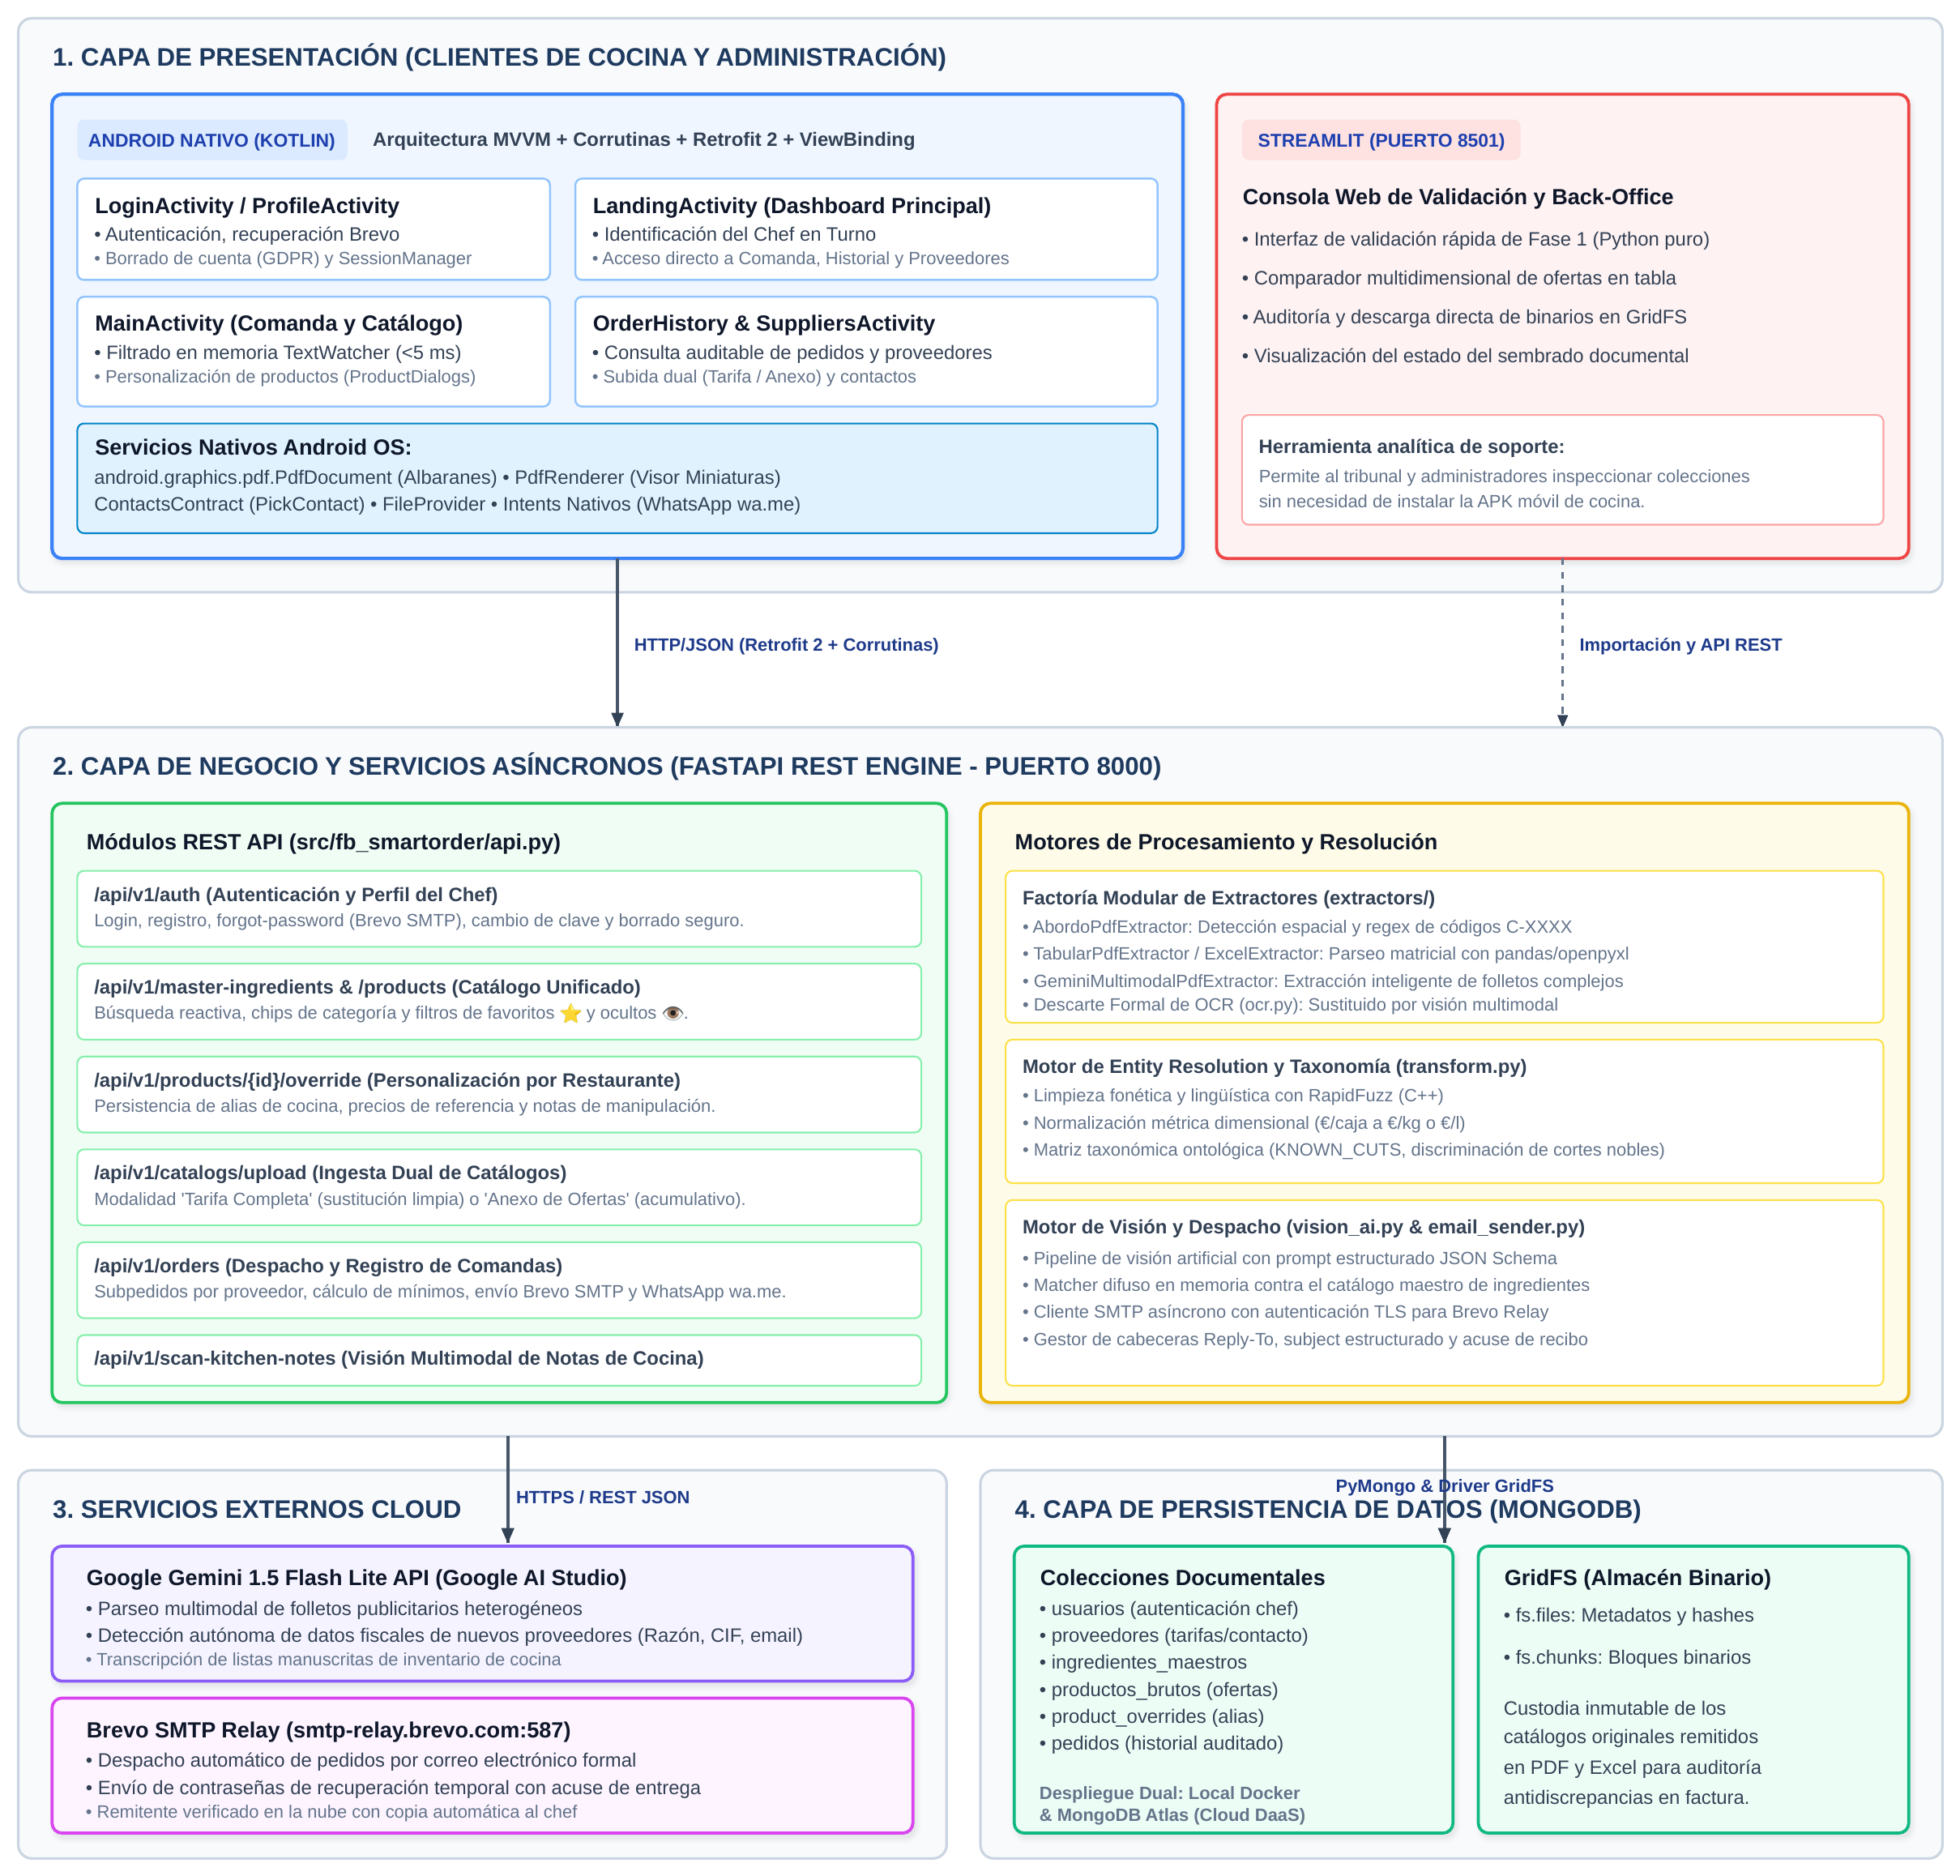 1. CAPA DE PRESENTACIÓN (CLIENTES DE COCINA Y ADMINISTRACIÓN)
ANDROID NATIVO (KOTLIN)
Arquitectura MVVM + Corrutinas + Retrofit 2 + ViewBinding
LoginActivity / ProfileActivity
• Autenticación, recuperación Brevo
• Borrado de cuenta (GDPR) y SessionManager
LandingActivity (Dashboard Principal)
• Identificación del Chef en Turno
• Acceso directo a Comanda, Historial y Proveedores
MainActivity (Comanda y Catálogo)
• Filtrado en memoria TextWatcher (<5 ms)
• Personalización de productos (ProductDialogs)
OrderHistory & SuppliersActivity
• Consulta auditable de pedidos y proveedores
• Subida dual (Tarifa / Anexo) y contactos
Servicios Nativos Android OS:
android.graphics.pdf.PdfDocument (Albaranes) • PdfRenderer (Visor Miniaturas)
ContactsContract (PickContact) • FileProvider • Intents Nativos (WhatsApp wa.me)
STREAMLIT (PUERTO 8501)
Consola Web de Validación y Back-Office
• Interfaz de validación rápida de Fase 1 (Python puro)
• Comparador multidimensional de ofertas en tabla
• Auditoría y descarga directa de binarios en GridFS
• Visualización del estado del sembrado documental
Herramienta analítica de soporte:
Permite al tribunal y administradores inspeccionar colecciones
sin necesidad de instalar la APK móvil de cocina.
HTTP/JSON (Retrofit 2 + Corrutinas)
Importación y API REST
2. CAPA DE NEGOCIO Y SERVICIOS ASÍNCRONOS (FASTAPI REST ENGINE - PUERTO 8000)
Módulos REST API (src/fb_smartorder/api.py)
/api/v1/auth (Autenticación y Perfil del Chef)
Login, registro, forgot-password (Brevo SMTP), cambio de clave y borrado seguro.
/api/v1/master-ingredients & /products (Catálogo Unificado)
Búsqueda reactiva, chips de categoría y filtros de favoritos ⭐ y ocultos 👁️.
/api/v1/products/{id}/override (Personalización por Restaurante)
Persistencia de alias de cocina, precios de referencia y notas de manipulación.
/api/v1/catalogs/upload (Ingesta Dual de Catálogos)
Modalidad 'Tarifa Completa' (sustitución limpia) o 'Anexo de Ofertas' (acumulativo).
/api/v1/orders (Despacho y Registro de Comandas)
Subpedidos por proveedor, cálculo de mínimos, envío Brevo SMTP y WhatsApp wa.me.
/api/v1/scan-kitchen-notes (Visión Multimodal de Notas de Cocina)
Motores de Procesamiento y Resolución
Factoría Modular de Extractores (extractors/)
• AbordoPdfExtractor: Detección espacial y regex de códigos C-XXXX
• TabularPdfExtractor / ExcelExtractor: Parseo matricial con pandas/openpyxl
• GeminiMultimodalPdfExtractor: Extracción inteligente de folletos complejos
• Descarte Formal de OCR (ocr.py): Sustituido por visión multimodal
Motor de Entity Resolution y Taxonomía (transform.py)
• Limpieza fonética y lingüística con RapidFuzz (C++)
• Normalización métrica dimensional (€/caja a €/kg o €/l)
• Matriz taxonómica ontológica (KNOWN_CUTS, discriminación de cortes nobles)
Motor de Visión y Despacho (vision_ai.py & email_sender.py)
• Pipeline de visión artificial con prompt estructurado JSON Schema
• Matcher difuso en memoria contra el catálogo maestro de ingredientes
• Cliente SMTP asíncrono con autenticación TLS para Brevo Relay
• Gestor de cabeceras Reply-To, subject estructurado y acuse de recibo
HTTPS / REST JSON
3. SERVICIOS EXTERNOS CLOUD
Google Gemini 1.5 Flash Lite API (Google AI Studio)
• Parseo multimodal de folletos publicitarios heterogéneos
• Detección autónoma de datos fiscales de nuevos proveedores (Razón, CIF, email)
• Transcripción de listas manuscritas de inventario de cocina
Brevo SMTP Relay (smtp-relay.brevo.com:587)
• Despacho automático de pedidos por correo electrónico formal
• Envío de contraseñas de recuperación temporal con acuse de entrega
• Remitente verificado en la nube con copia automática al chef
PyMongo & Driver GridFS
4. CAPA DE PERSISTENCIA DE DATOS (MONGODB)
Colecciones Documentales
• usuarios (autenticación chef)
• proveedores (tarifas/contacto)
• ingredientes_maestros
• productos_brutos (ofertas)
• product_overrides (alias)
• pedidos (historial auditado)
Despliegue Dual: Local Docker
& MongoDB Atlas (Cloud DaaS)
GridFS (Almacén Binario)
• fs.files: Metadatos y hashes
• fs.chunks: Bloques binarios
Custodia inmutable de los
catálogos originales remitidos
en PDF y Excel para auditoría
antidiscrepancias en factura.